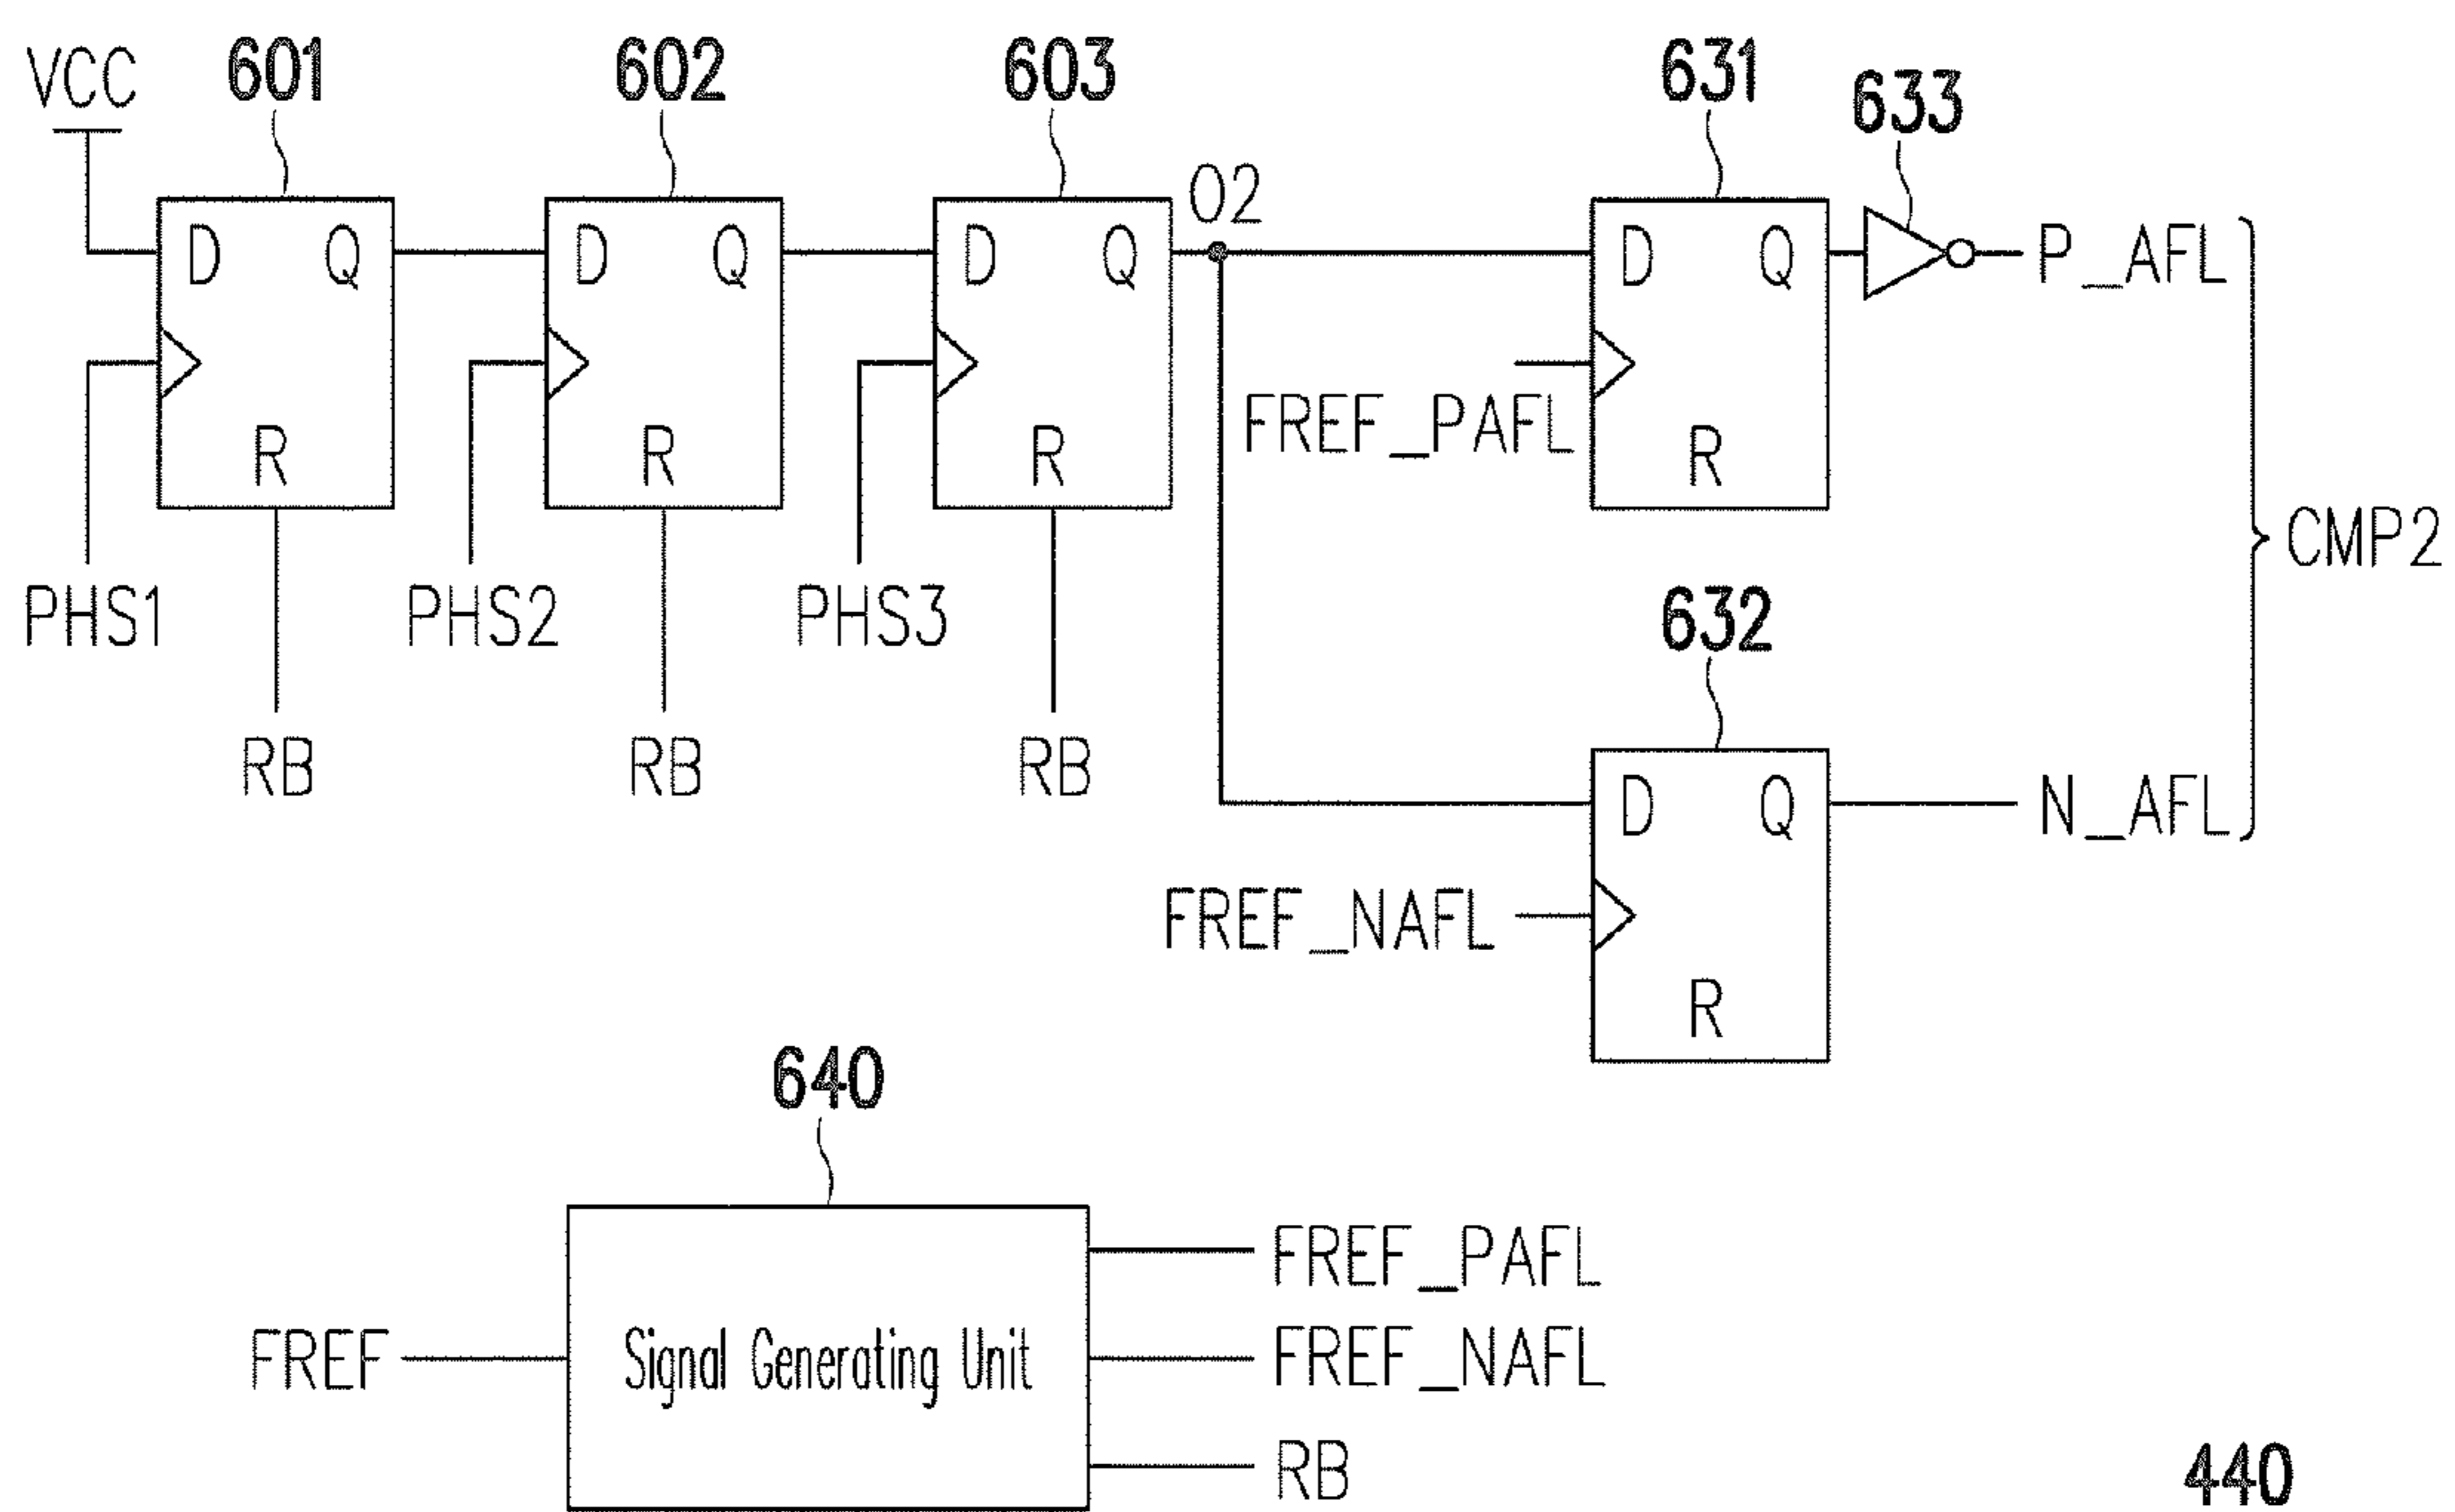 VCC 601 602 603 631 633
O2
D Q D Q D Q D Q P_AFL
FREF_PAFL
R R R R
CMP2
PHS1 PHS2 PHS3 632
RB RB RB D Q N_AFL
FREF_NAFL
R
640
FREF_PAFL
FREF Signal Generating Unit FREF_NAFL
RB
440